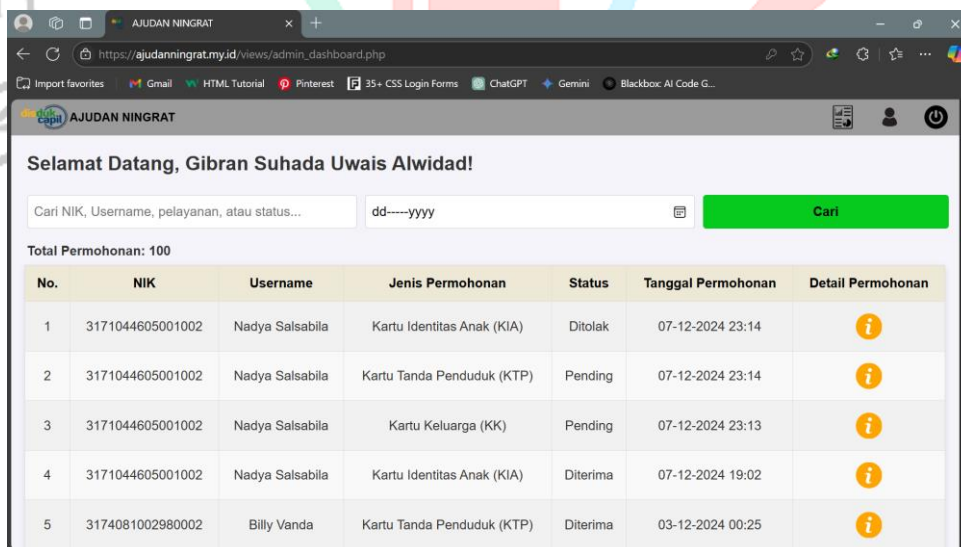 AJUDAN NINGRAT
https://ajudanningrat.my.id/views/admin_dashboard.php
Import favorites Gmail HTML Tutorial Pinterest 35+ CSS Login Forms ChatGPT Gemini Blackbox AI Code G...
disdukcapil AJUDAN NINGRAT
Selamat Datang, Gibran Suhada Uwais Alwidad!
Cari NIK, Username, pelayanan, atau status... dd-----yyyy Cari
Total Permohonan: 100
No. NIK Username Jenis Permohonan Status Tanggal Permohonan Detail Permohonan
1 3171044605001002 Nadya Salsabila Kartu Identitas Anak (KIA) Ditolak 07-12-2024 23:14 i
2 3171044605001002 Nadya Salsabila Kartu Tanda Penduduk (KTP) Pending 07-12-2024 23:14 i
3 3171044605001002 Nadya Salsabila Kartu Keluarga (KK) Pending 07-12-2024 23:13 i
4 3171044605001002 Nadya Salsabila Kartu Identitas Anak (KIA) Diterima 07-12-2024 19:02 i
5 3174081002980002 Billy Vanda Kartu Tanda Penduduk (KTP) Diterima 03-12-2024 00:25 i